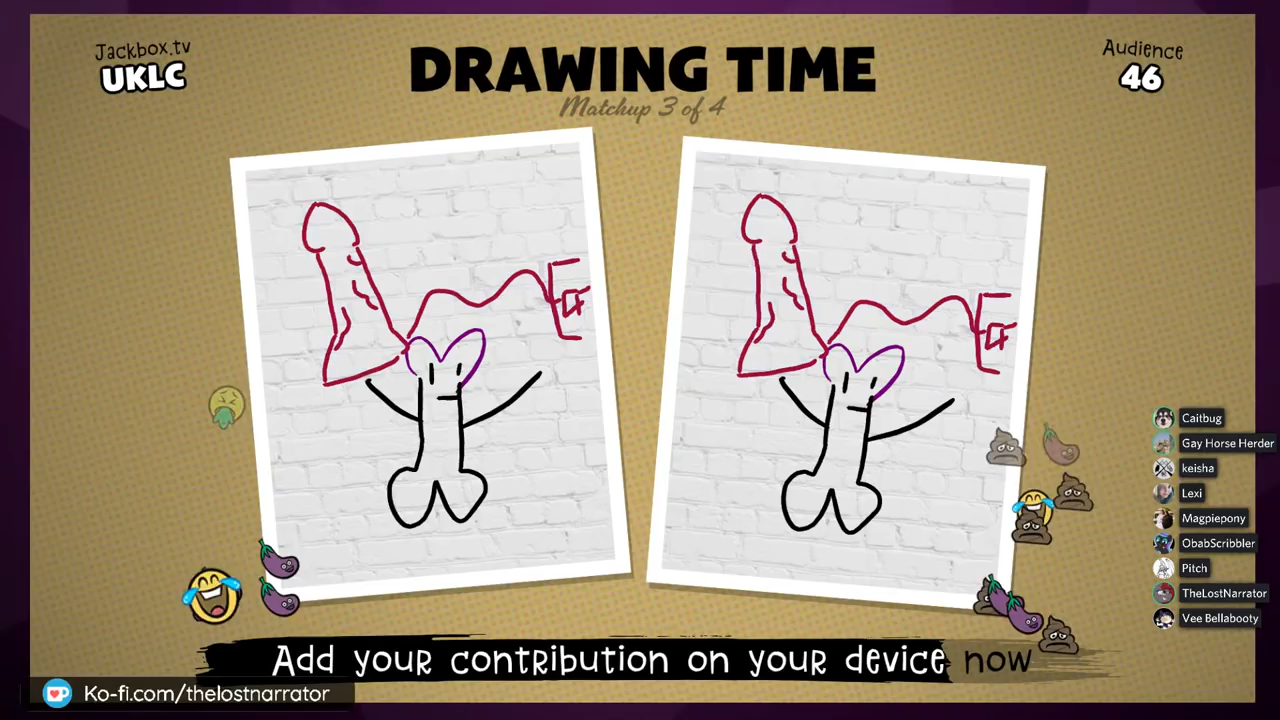 Jackbox.tv
UKLC
DRAWING TIME
Matchup 3 of 4
Audience
46
Caitbug
Gay Horse Herder
keisha
Lexi
Magpiepony
ObabScribbler
Pitch
TheLostNarrator
Vee Bellabooty
Add your contribution on your device now
Ko-fi.com/thelostnarrator